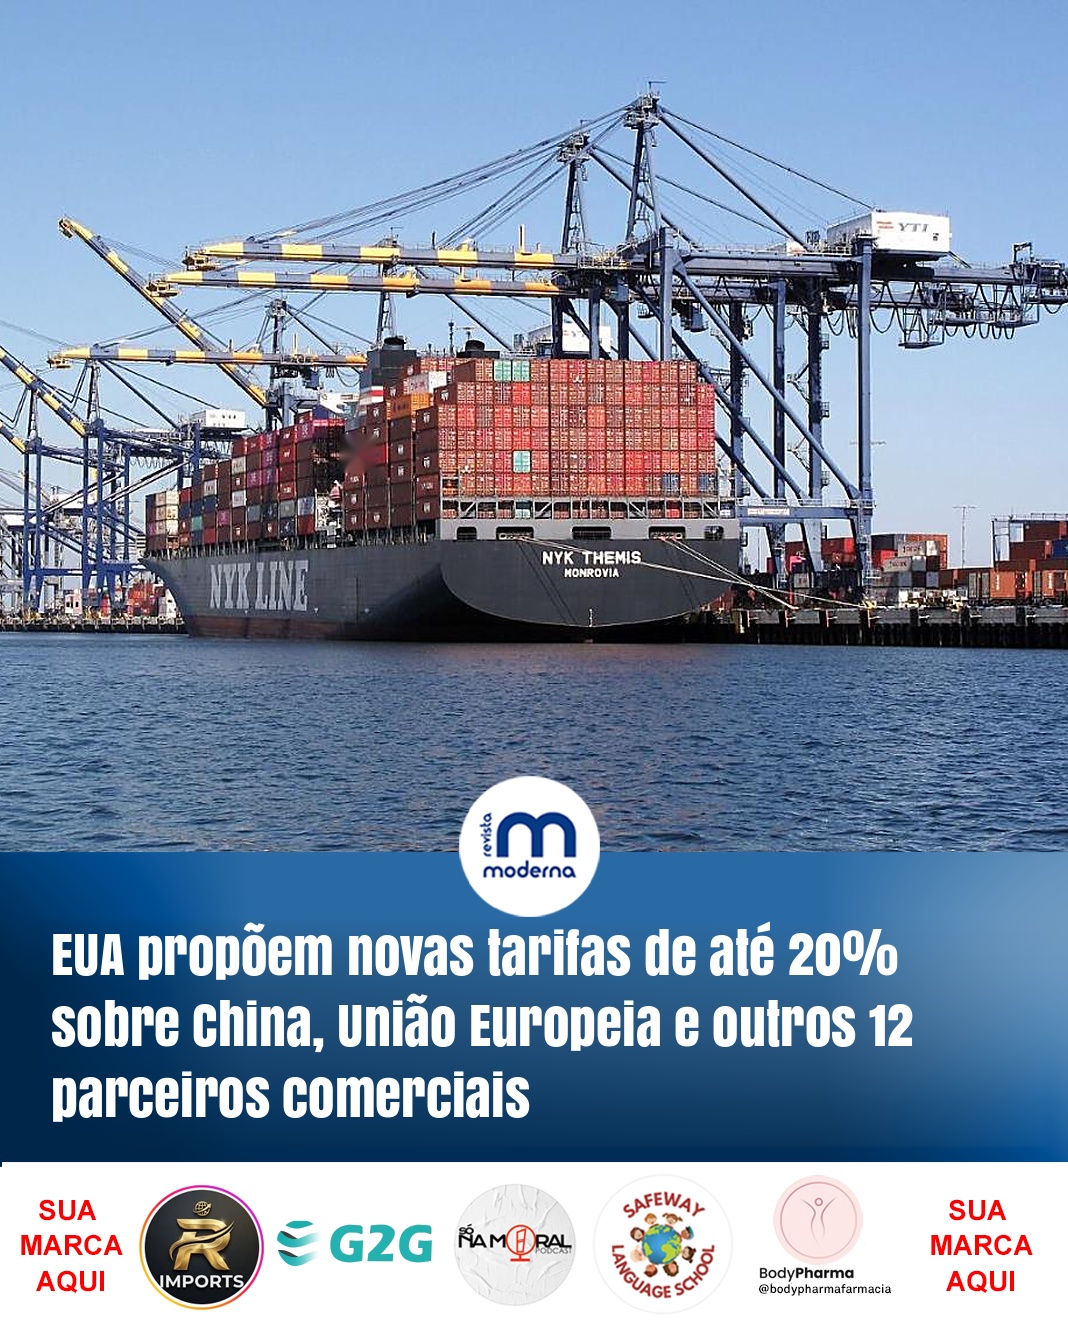 YTI
YTI
NYK THEMIS
MONROVIA
NYK LINE
revista
m
moderna
EUA propõem novas tarifas de até 20%
sobre China, União Europeia e outros 12
parceiros comerciais
SUA
MARCA
AQUI
R
IMPORTS
G2G
SÓ
NA MORAL
PODCAST
SAFEWAY
LANGUAGE SCHOOL
BodyPharma
@bodypharmafarmacia
SUA
MARCA
AQUI